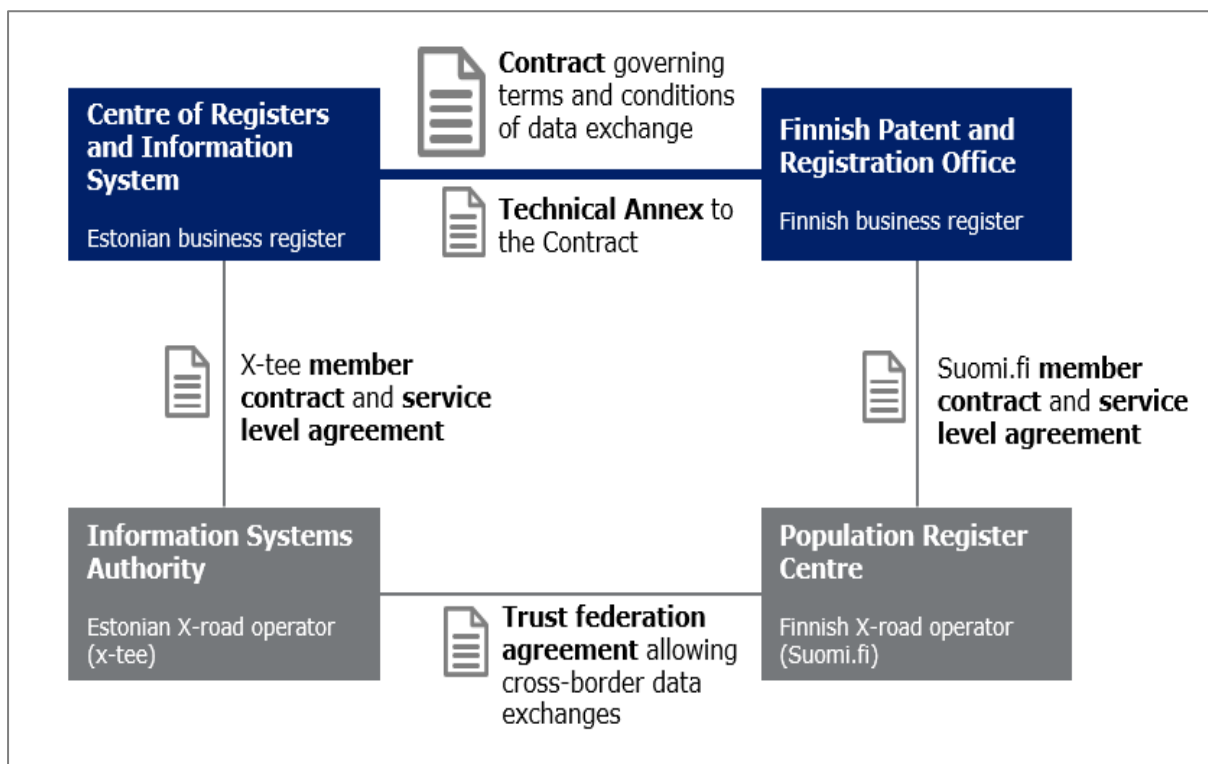 Centre of Registers
and Information
System
Estonian business register
Contract governing
terms and conditions
of data exchange
Technical Annex to
the Contract
Finnish Patent and
Registration Office
Finnish business register
X-tee member
contract and service
level agreement
Suomi.fi member
contract and service
level agreement
Information Systems
Authority
Estonian X-road operator
(x-tee)
Trust federation
agreement allowing
cross-border data
exchanges
Population Register
Centre
Finnish X-road operator
(Suomi.fi)